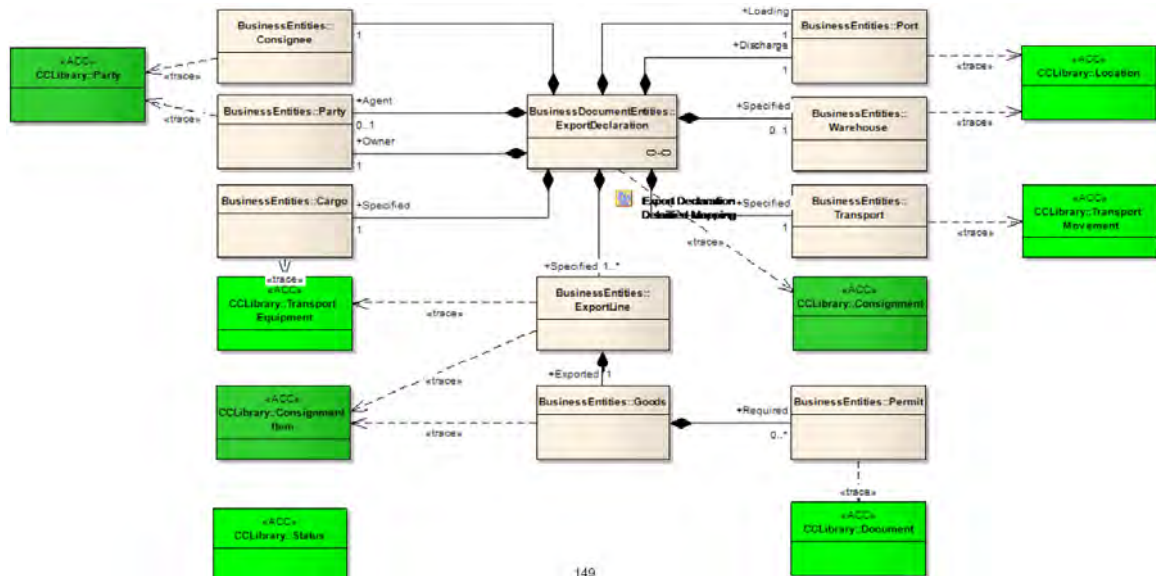 BusinessEntities::
Consignee
1
«ACC»
CCLibrary::Party
«trace»
«trace»
BusinessEntities::Party
+Agent
0..1
+Owner
1
BusinessDocumentEntities::
ExportDeclaration
+Loading
1
+Discharge
1
BusinessEntities::Port
«trace»
«ACC»
CCLibrary::Location
+Specified
0..1
BusinessEntities::
Warehouse
«trace»
BusinessEntities::Cargo
+Specified
1
Export Declaration
Detailed Mapping
+Specified
1
BusinessEntities::
Transport
«trace»
«ACC»
CCLibrary::Transport
Movement
«trace»
«trace»
«ACC»
CCLibrary::Transport
Equipment
«trace»
+Specified 1..*
BusinessEntities::
ExportLine
«ACC»
CCLibrary::Consignment
«trace»
+Exported 1
«ACC»
CCLibrary::Consignment
Item
«trace»
BusinessEntities::Goods
+Required
0..*
BusinessEntities::Permit
«trace»
«ACC»
CCLibrary::Status
«ACC»
CCLibrary::Document
149